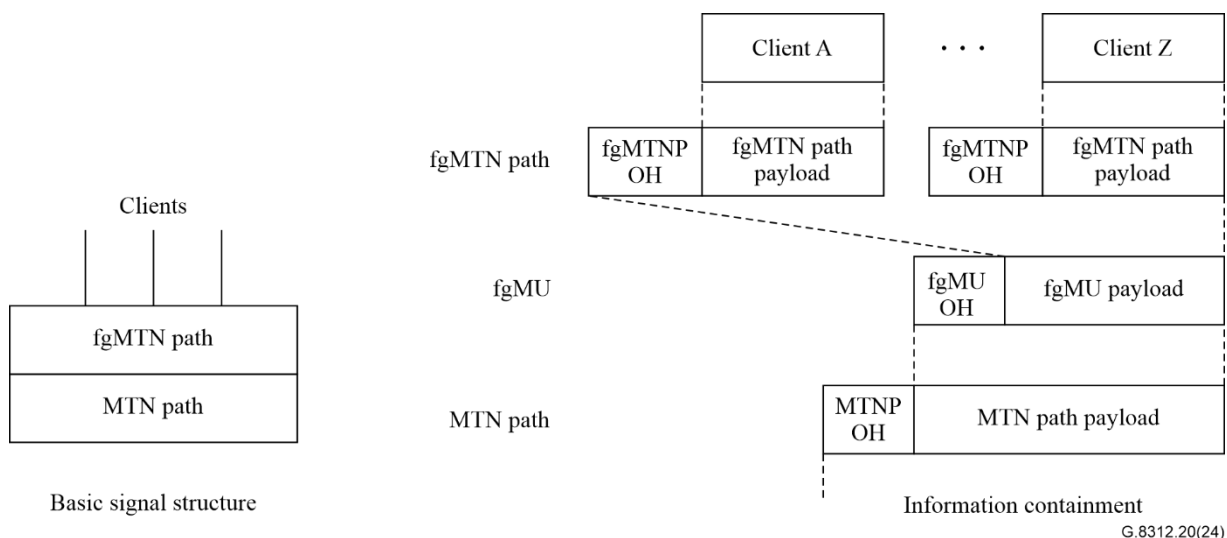 Client A
· · ·
Client Z
fgMTN path
fgMTNP
OH
fgMTN path
payload
fgMTNP
OH
fgMTN path
payload
Clients
fgMU
fgMU
OH
fgMU payload
fgMTN path
MTN path
MTN path
MTNP
OH
MTN path payload
Basic signal structure
Information containment
G.8312.20(24)